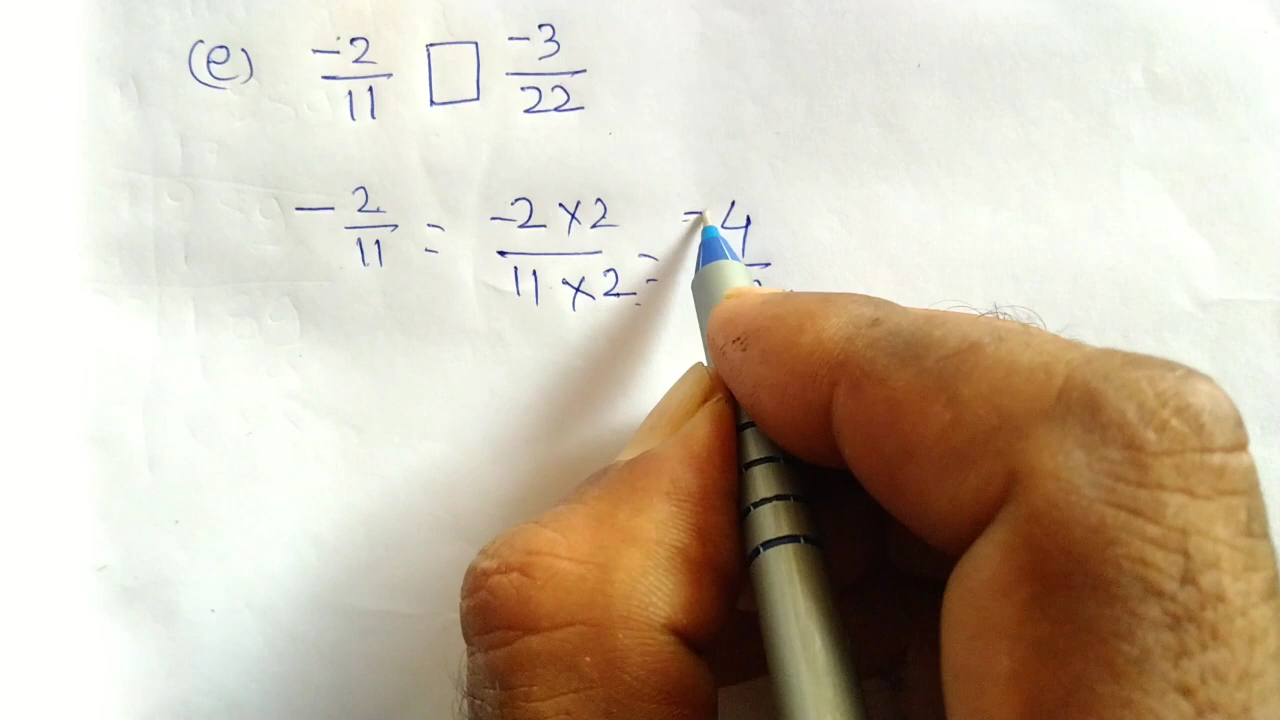 (e) -2/11 □ -3/22
-2/11 = -2×2/11×2 = -4